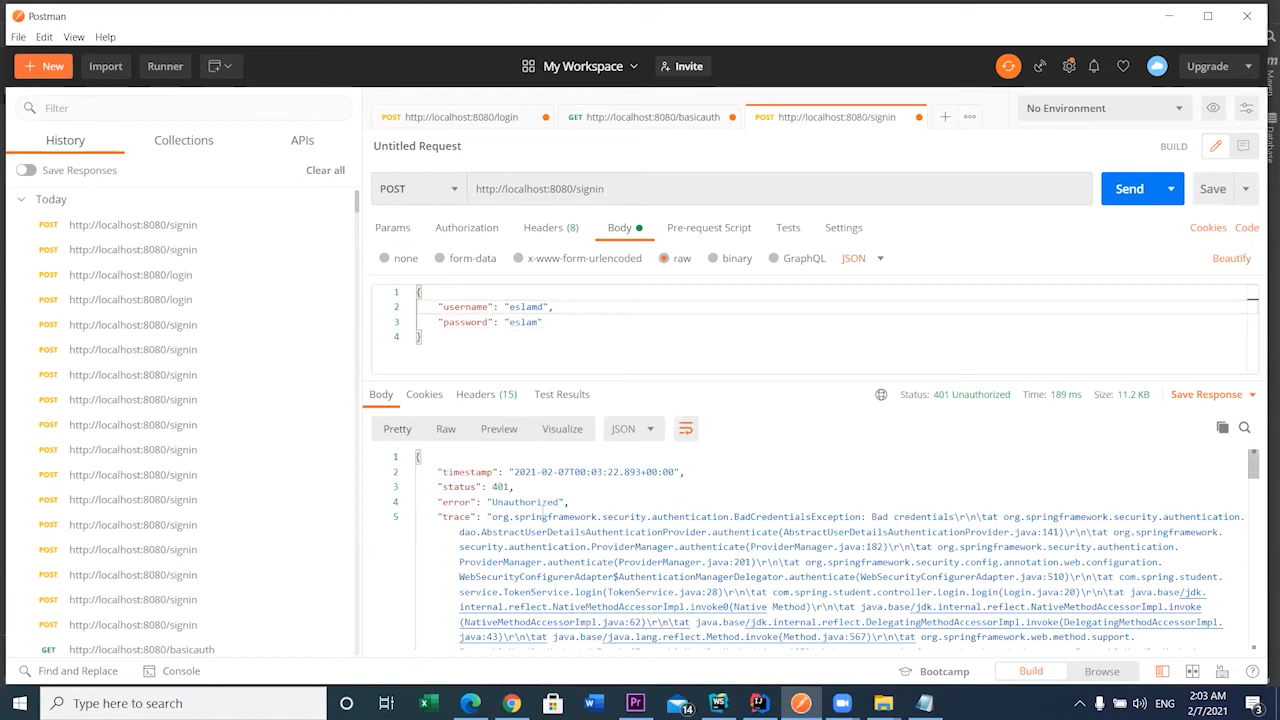 Postman
File Edit View Help
New Import Runner My Workspace Invite Upgrade
Filter
History Collections APIs
Save Responses Clear all
Today
POST http://localhost:8080/signin
POST http://localhost:8080/signin
POST http://localhost:8080/login
POST http://localhost:8080/login
POST http://localhost:8080/signin
POST http://localhost:8080/signin
POST http://localhost:8080/signin
POST http://localhost:8080/signin
POST http://localhost:8080/signin
POST http://localhost:8080/signin
POST http://localhost:8080/signin
POST http://localhost:8080/signin
POST http://localhost:8080/signin
POST http://localhost:8080/signin
POST http://localhost:8080/signin
POST http://localhost:8080/signin
POST http://localhost:8080/signin
GET http://localhost:8080/basicauth
POST http://localhost:8080/login GET http://localhost:8080/basicauth POST http://localhost:8080/signin No Environment
Untitled Request BUILD
POST http://localhost:8080/signin Send Save
Params Authorization Headers (8) Body Pre-request Script Tests Settings Cookies Code
none form-data x-www-form-urlencoded raw binary GraphQL JSON Beautify
1 {
2 "username": "eslamd",
3 "password": "eslam"
4 }
Body Cookies Headers (15) Test Results Status: 401 Unauthorized Time: 189 ms Size: 11.2 KB Save Response
Pretty Raw Preview Visualize JSON
1 {
2 "timestamp": "2021-02-07T00:03:22.893+00:00",
3 "status": 401,
4 "error": "Unauthorized",
5 "trace": "org.springframework.security.authentication.BadCredentialsException: Bad credentials\r\n\tat org.springframework.security.authentication.
dao.AbstractUserDetailsAuthenticationProvider.authenticate(AbstractUserDetailsAuthenticationProvider.java:141)\r\n\tat org.springframework.
security.authentication.ProviderManager.authenticate(ProviderManager.java:182)\r\n\tat org.springframework.security.authentication.
ProviderManager.authenticate(ProviderManager.java:201)\r\n\tat org.springframework.security.config.annotation.web.configuration.
WebSecurityConfigurerAdapter$AuthenticationManagerDelegator.authenticate(WebSecurityConfigurerAdapter.java:510)\r\n\tat com.spring.student.
service.TokenService.login(TokenService.java:28)\r\n\tat com.spring.student.controller.Login.login(Login.java:20)\r\n\tat java.base/jdk.
internal.reflect.NativeMethodAccessorImpl.invoke0(Native Method)\r\n\tat java.base/jdk.internal.reflect.NativeMethodAccessorImpl.invoke
(NativeMethodAccessorImpl.java:62)\r\n\tat java.base/jdk.internal.reflect.DelegatingMethodAccessorImpl.invoke(DelegatingMethodAccessorImpl.
java:43)\r\n\tat java.base/java.lang.reflect.Method.invoke(Method.java:567)\r\n\tat org.springframework.web.method.support.
Find and Replace Console Bootcamp Build Browse
Type here to search 14 ENG 2:03 AM
2/7/2021 3
Maven
Database